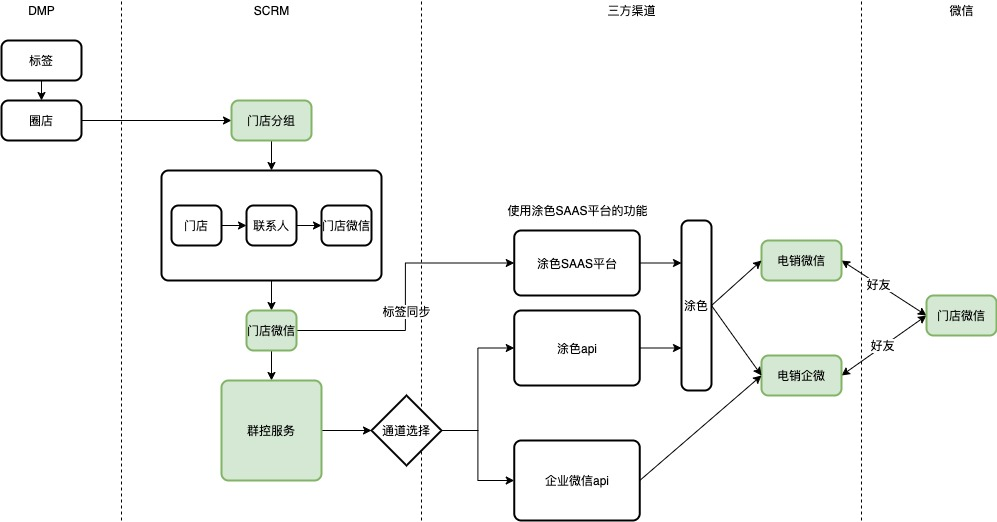 DMP
SCRM
三方渠道
微信
标签
圈店
门店分组
门店
联系人
门店微信
使用涂色SAAS平台的功能
涂色SAAS平台
涂色
电销微信
好友
门店微信
标签同步
门店微信
涂色api
好友
电销企微
群控服务
通道选择
企业微信api